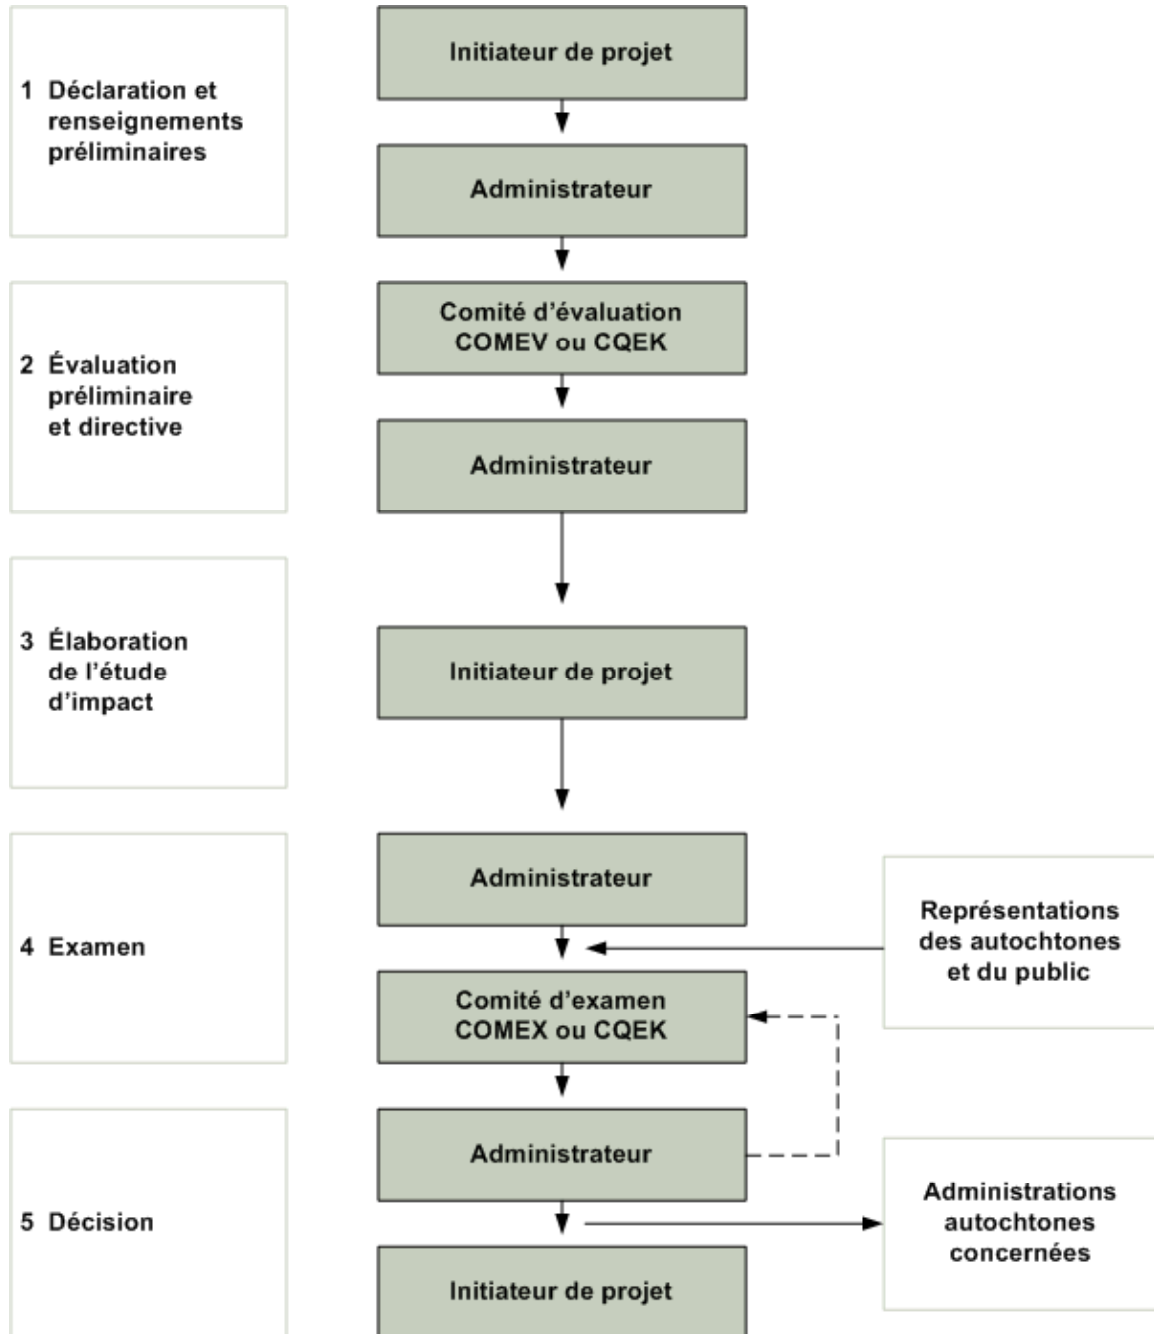 Initiateur de projet
1 Déclaration et
renseignements
préliminaires
Administrateur
Comité d’évaluation
COMEV ou CQEK
2 Évaluation
préliminaire
et directive
Administrateur
3 Élaboration
de l’étude
d’impact
Initiateur de projet
Administrateur
Représentations
des autochtones
et du public
4 Examen
Comité d’examen
COMEX ou CQEK
Administrateur
Administrations
autochtones
concernées
5 Décision
Initiateur de projet